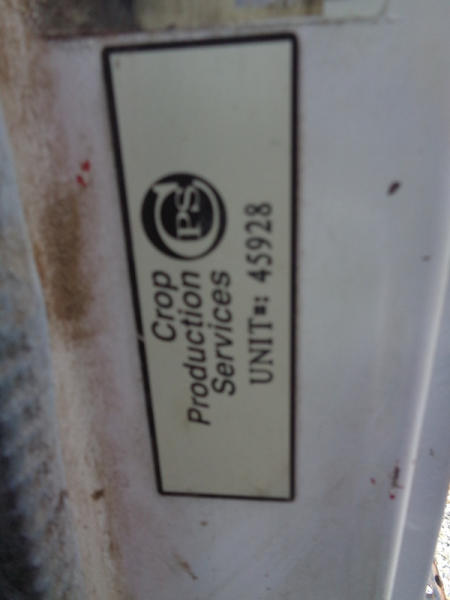 CPS
Crop
Production
Services
UNIT#: 45928